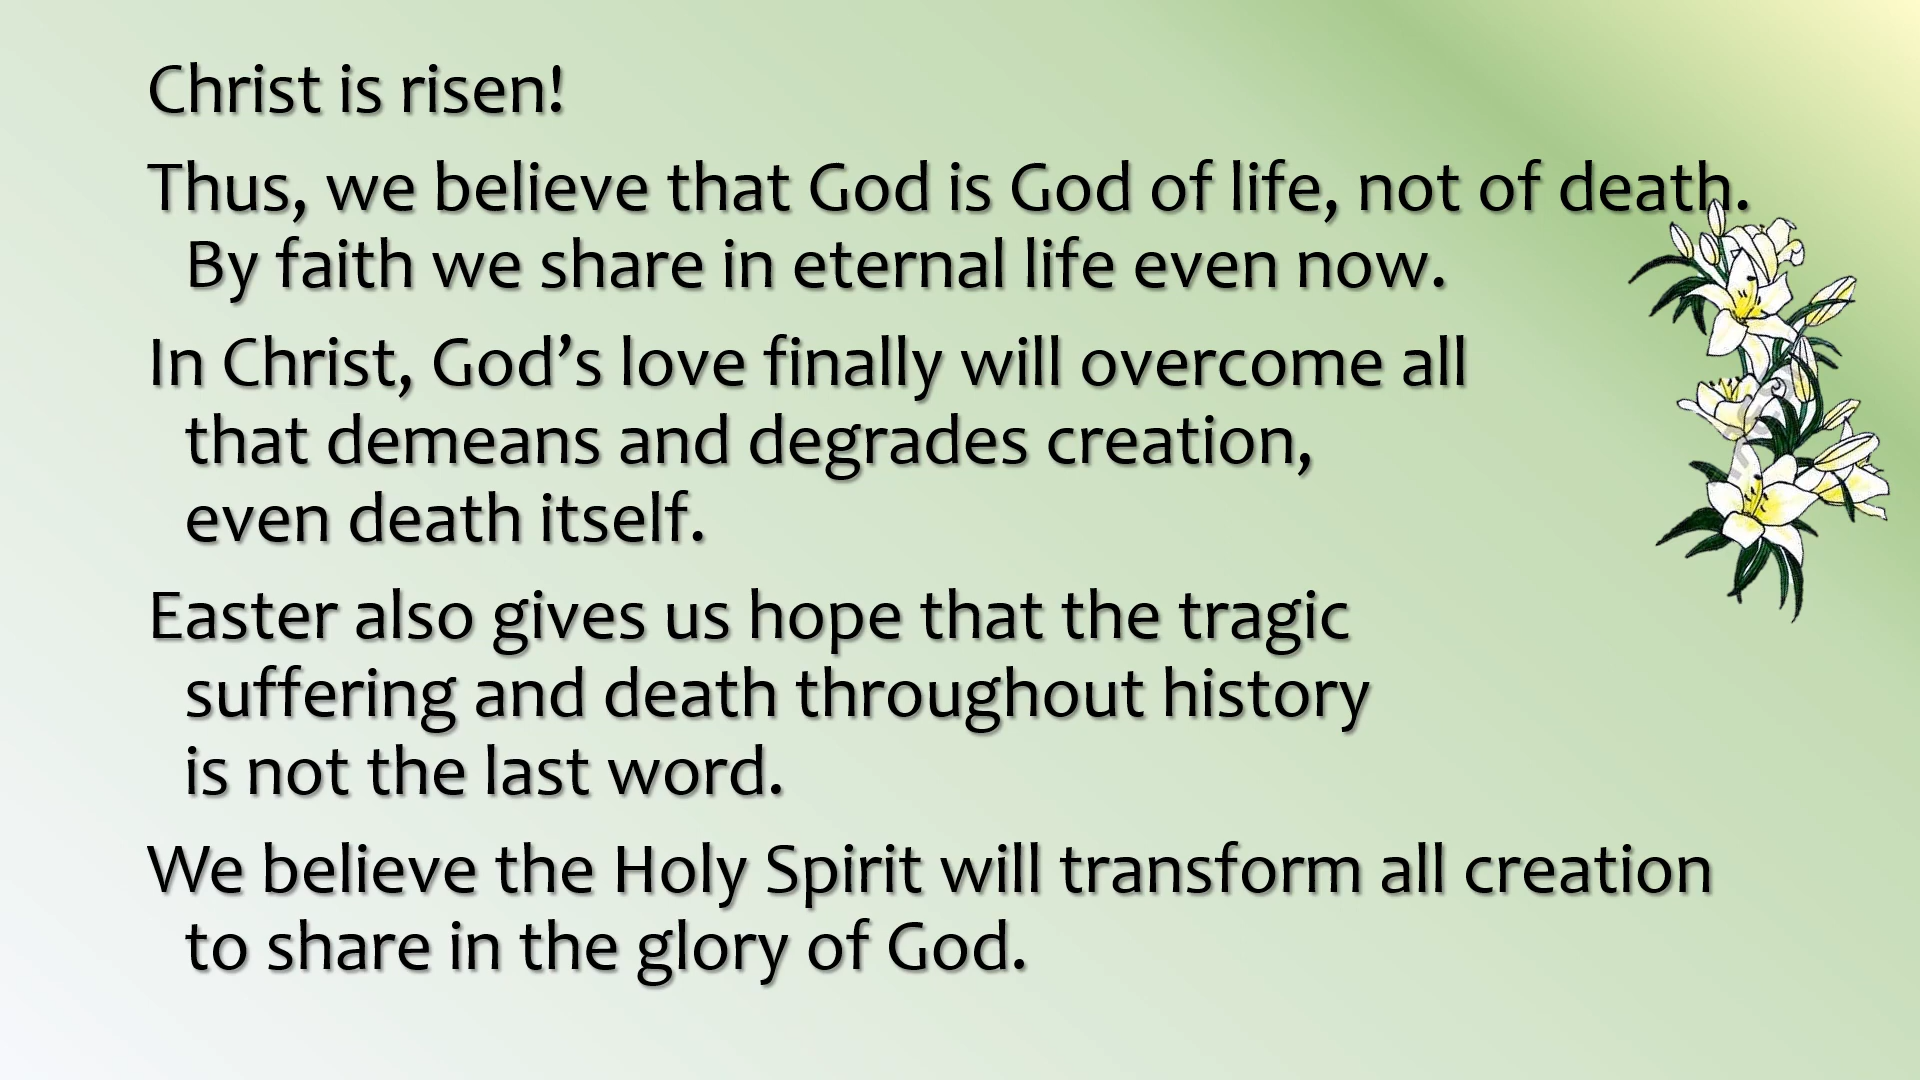 Christ is risen!
Thus, we believe that God is God of life, not of death.
By faith we share in eternal life even now.
In Christ, God’s love finally will overcome all
that demeans and degrades creation,
even death itself.
Easter also gives us hope that the tragic
suffering and death throughout history
is not the last word.
We believe the Holy Spirit will transform all creation
to share in the glory of God.